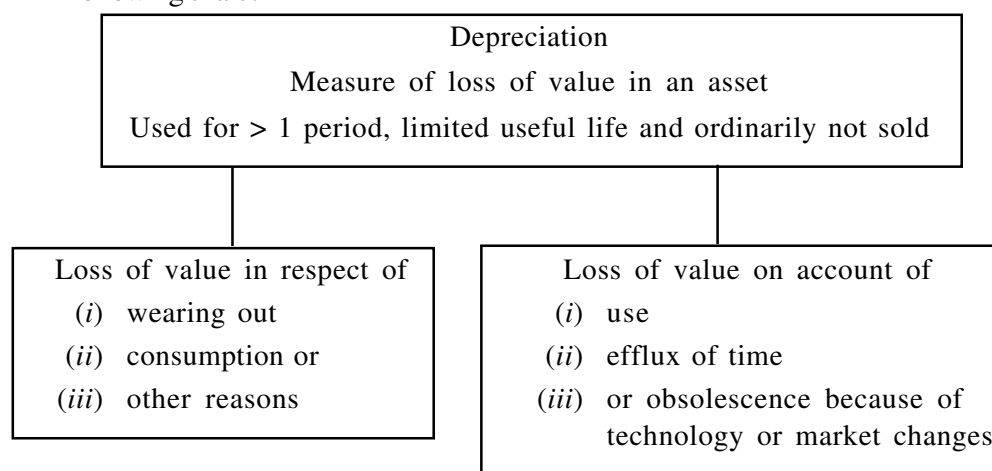 Depreciation
Measure of loss of value in an asset
Used for > 1 period, limited useful life and ordinarily not sold
Loss of value in respect of
(i) wearing out
(ii) consumption or
(iii) other reasons
Loss of value on account of
(i) use
(ii) efflux of time
(iii) or obsolescence because of
technology or market changes